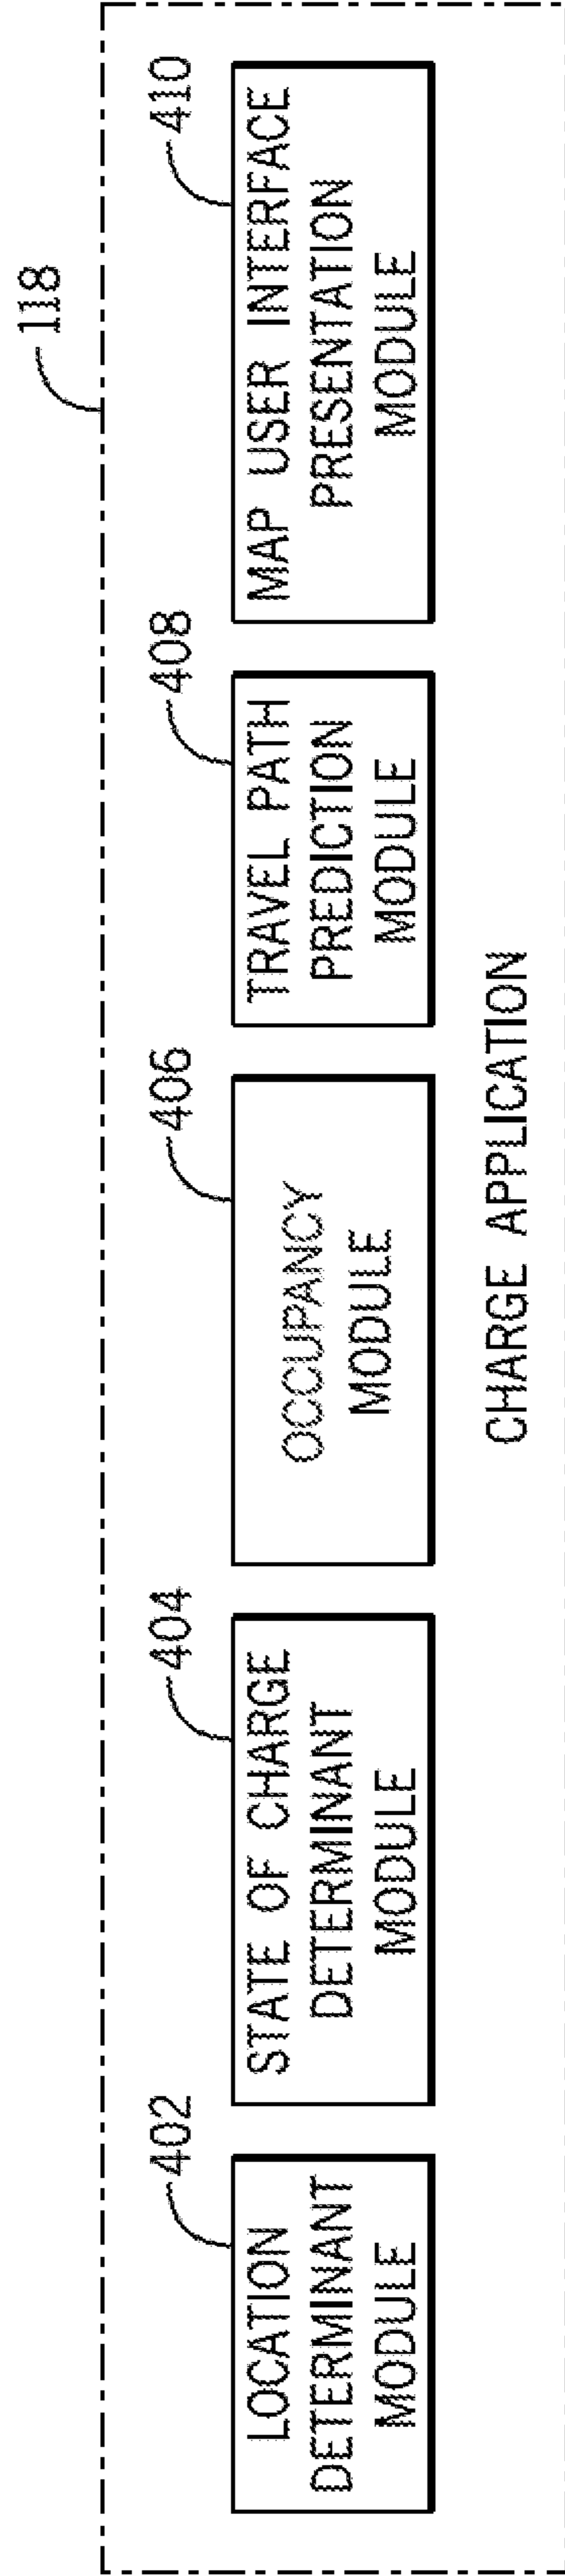 118
402
LOCATION
DETERMINANT
MODULE
404
STATE OF CHARGE
DETERMINANT
MODULE
406
OCCUPANCY
MODULE
408
TRAVEL PATH
PREDICTION
MODULE
410
MAP USER INTERFACE
PRESENTATION
MODULE
CHARGE APPLICATION